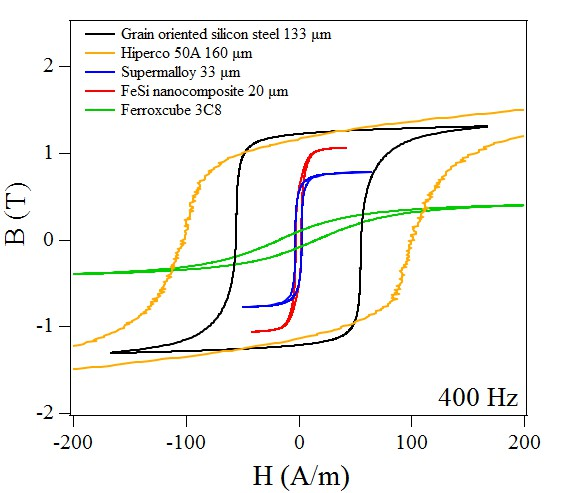 Grain oriented silicon steel 133 μm
Hiperco 50A 160 μm
Supermalloy 33 μm
FeSi nanocomposite 20 μm
Ferroxcube 3C8
2
1
0
-1
-2
B (T)
400 Hz
-200 -100 0 100 200
H (A/m)